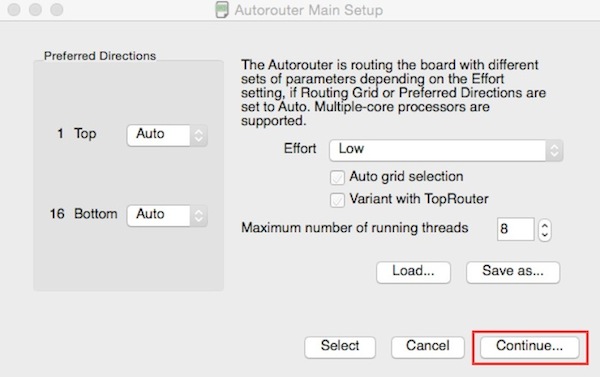 Autorouter Main Setup
Preferred Directions
1 Top Auto
16 Bottom Auto
The Autorouter is routing the board with different
sets of parameters depending on the Effort
setting, if Routing Grid or Preferred Directions are
set to Auto. Multiple-core processors are
supported.
Effort Low
Auto grid selection
Variant with TopRouter
Maximum number of running threads 8
Load... Save as...
Select Cancel Continue...